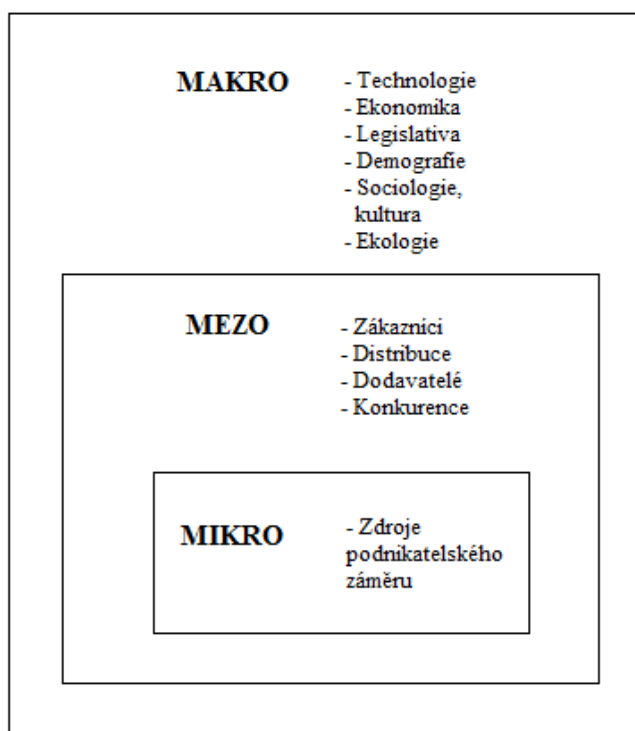 MAKRO
- Technologie
- Ekonomika
- Legislativa
- Demografie
- Sociologie,
kultura
- Ekologie
MEZO
- Zákazníci
- Distribuce
- Dodavatelé
- Konkurence
MIKRO
- Zdroje
podnikatelského
záměru